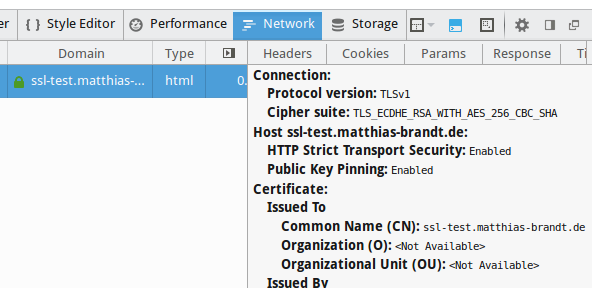 er { } Style Editor Performance Network Storage
Domain Type Headers Cookies Params Response Ti
ssl-test.matthias-... html 0.
Connection:
Protocol version: TLSv1
Cipher suite: TLS_ECDHE_RSA_WITH_AES_256_CBC_SHA
Host ssl-test.matthias-brandt.de:
HTTP Strict Transport Security: Enabled
Public Key Pinning: Enabled
Certificate:
Issued To
Common Name (CN): ssl-test.matthias-brandt.de
Organization (O): <Not Available>
Organizational Unit (OU): <Not Available>
Issued By